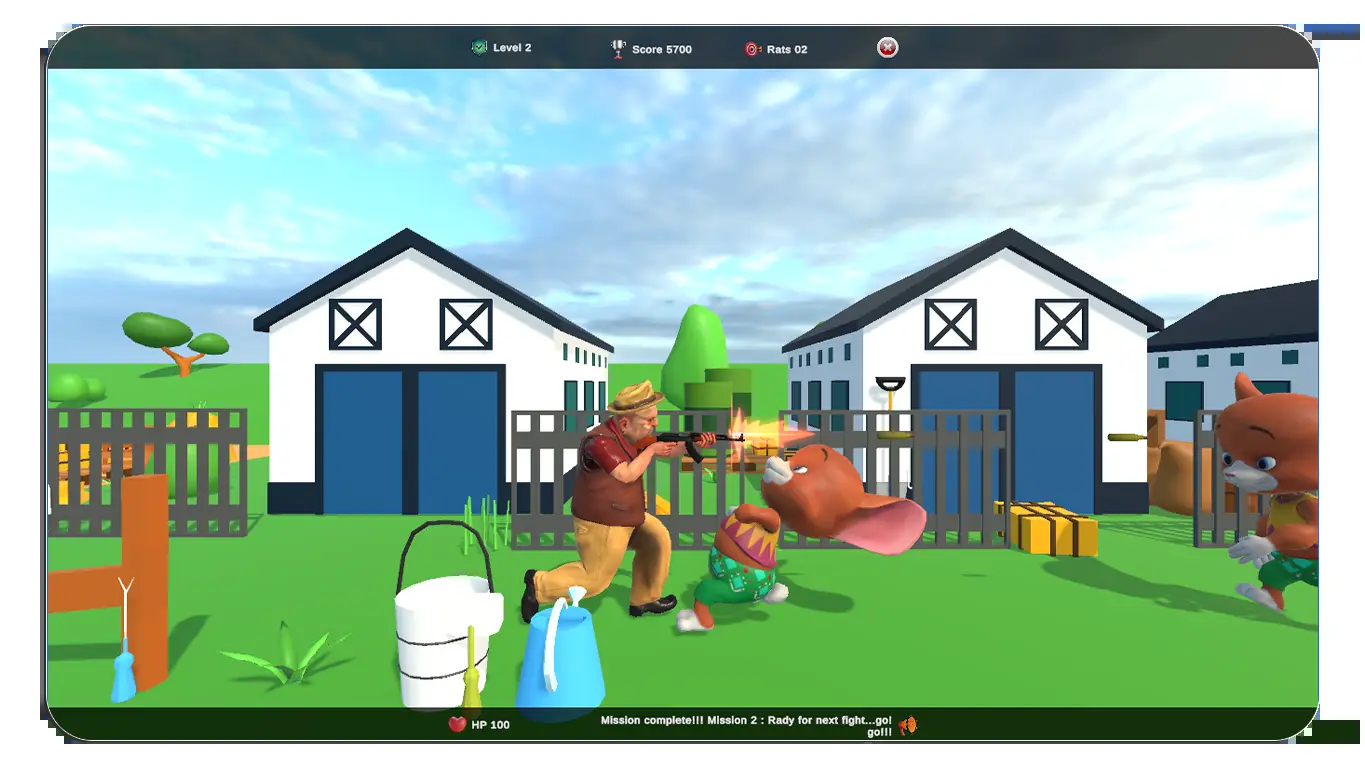 Level 2
Score 5700
Rats 02
HP 100
Mission complete!!! Mission 2 : Rady for next fight...go!
go!!!